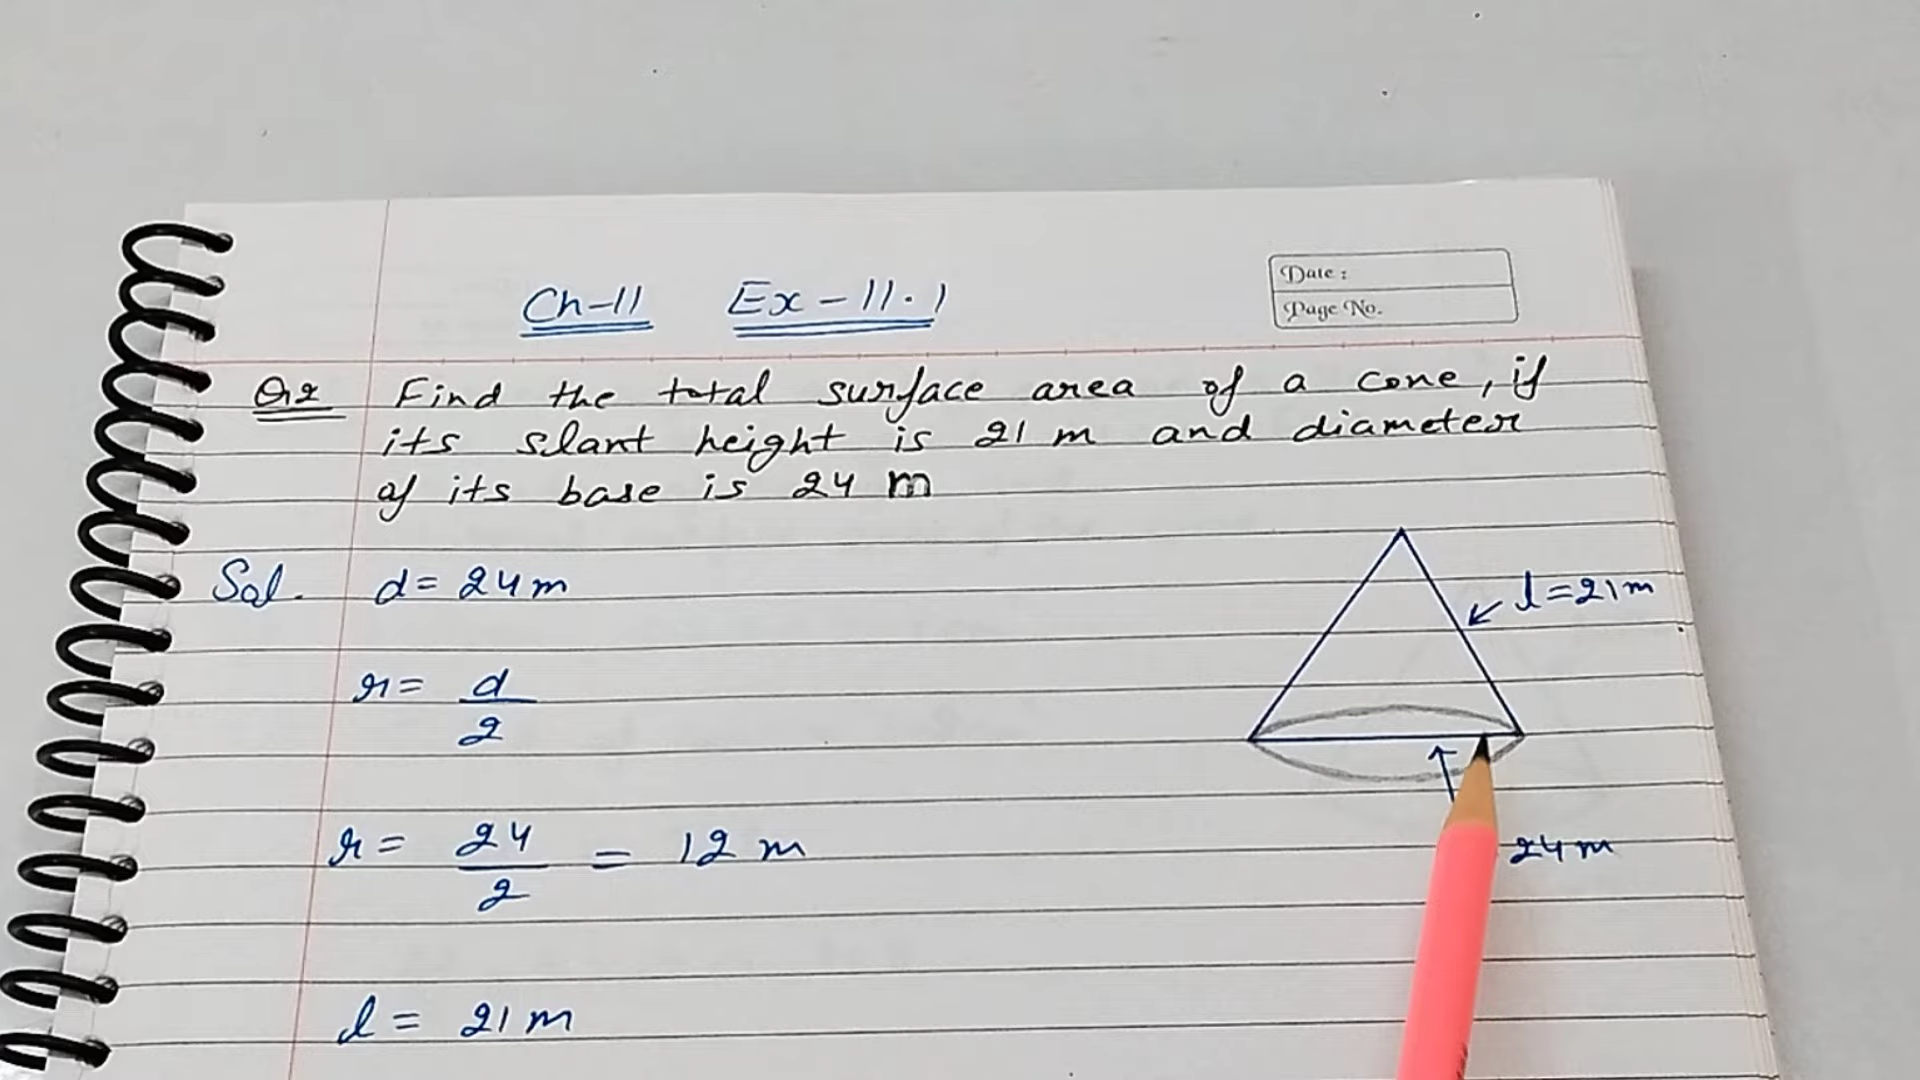 Ch-11 Ex-11.1
Date :
Page No.
Q2 Find the total surface area of a cone, if
its slant height is 21 m and diameter
of its base is 24 m
Sol. d = 24 m
l = 21 m
r = d/2
r = 24/2 = 12 m
24 m
l = 21 m